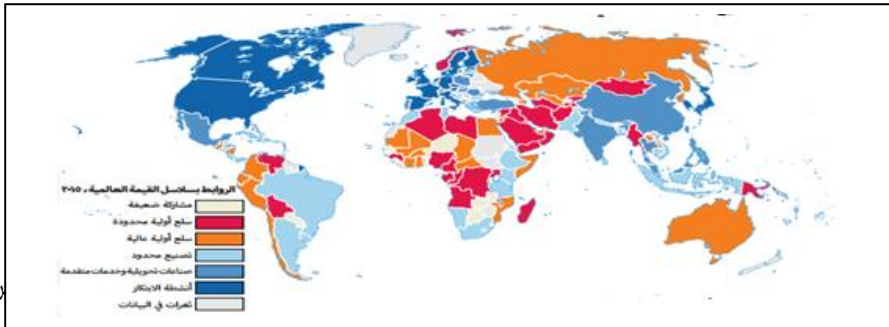 الروابط بسلاسل القيمة العالمية، ٢٠١٥
مشاركة ضعيفة
سلع أولية محدودة
سلع أولية عالية
تصنيع محدود
صناعات تحويلية وخدمات متقدمة
أنشطة الابتكار
ثغرات في البيانات